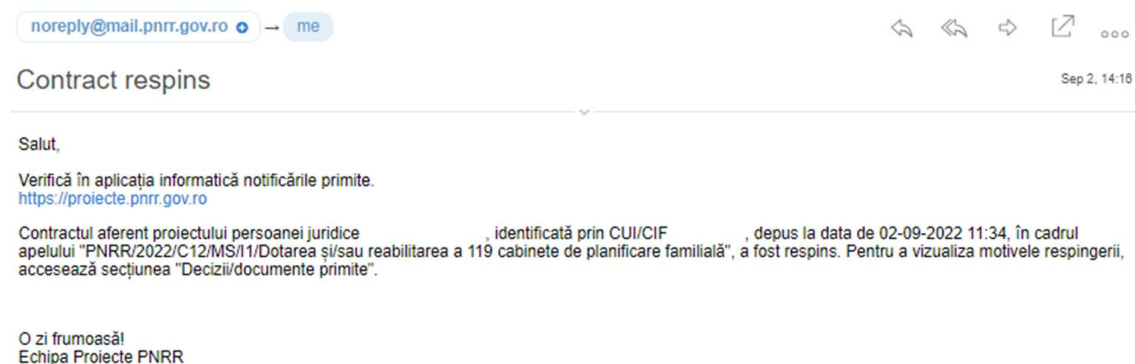 noreply@mail.pnrr.gov.ro → me
Contract respins
Sep 2, 14:16
Salut,
Verifică în aplicația informatică notificările primite.
https://proiecte.pnrr.gov.ro
Contractul aferent proiectului persoanei juridice , identificată prin CUI/CIF , depus la data de 02-09-2022 11:34, în cadrul
apelului "PNRR/2022/C12/MS/I1/Dotarea și/sau reabilitarea a 119 cabinete de planificare familială", a fost respins. Pentru a vizualiza motivele respingerii,
accesează secțiunea "Decizii/documente primite".
O zi frumoasă!
Echipa Proiecte PNRR